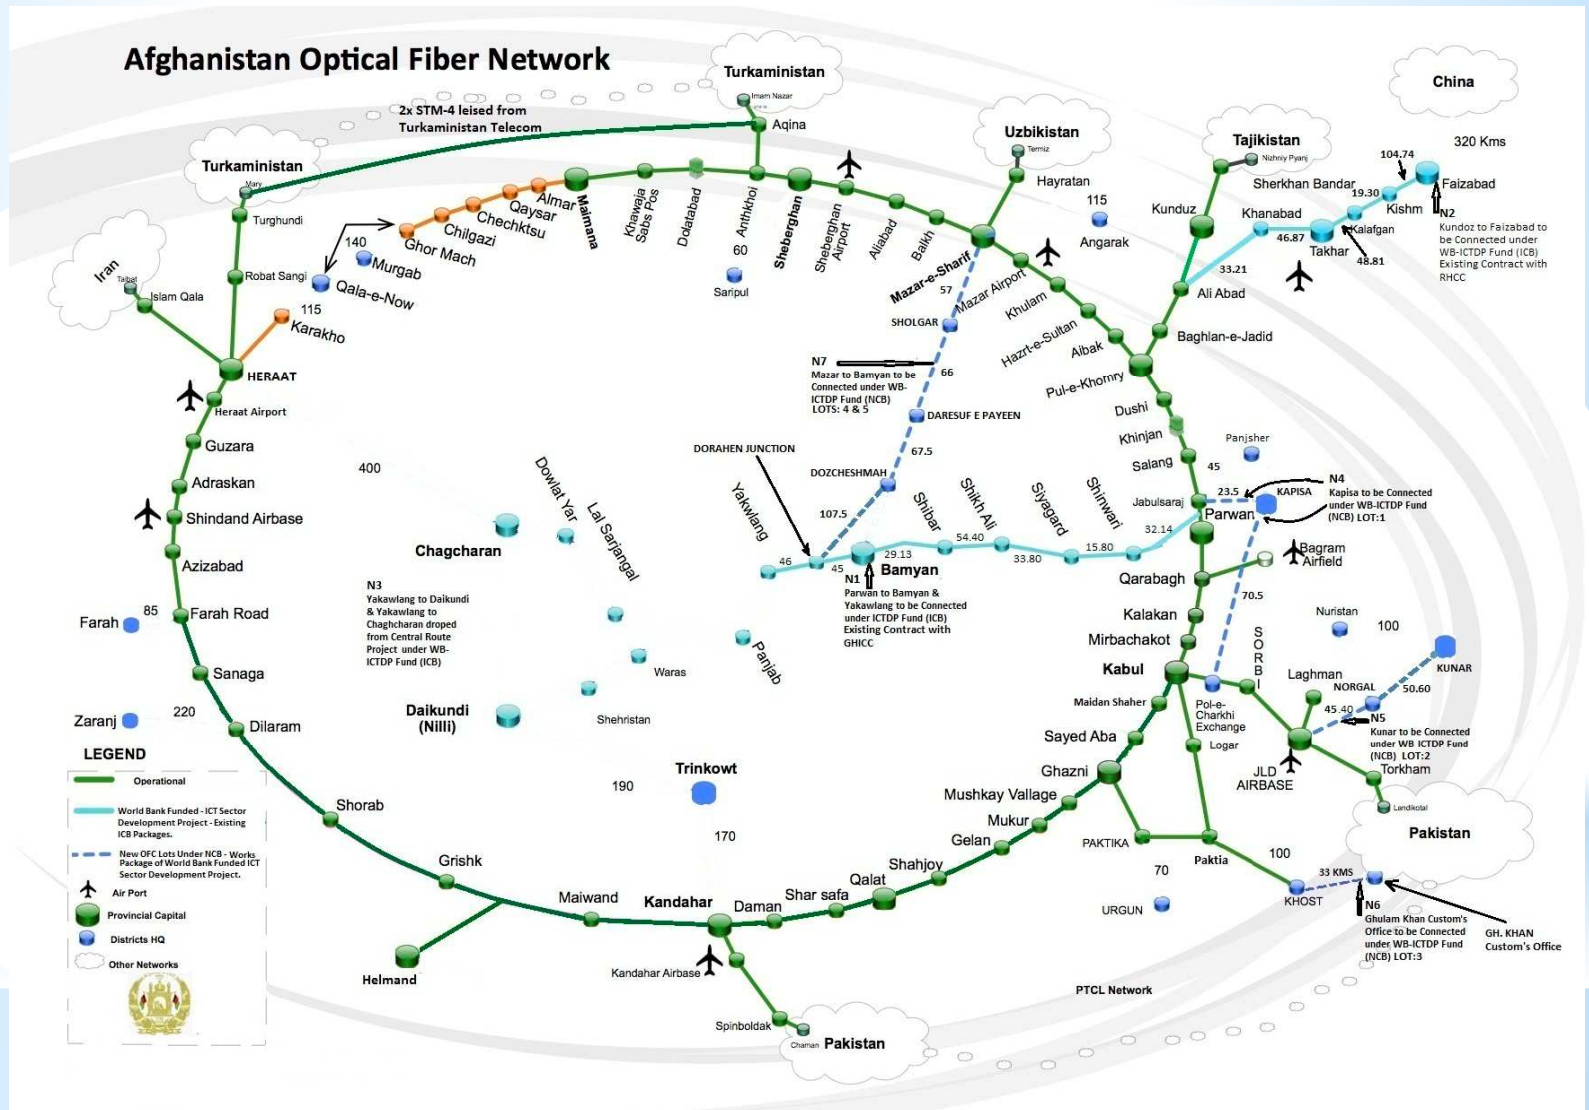 Afghanistan Optical Fiber Network
2x STM-4 leised from
Turkaministan Telecom
Turkaministan
Imam Nazar
Aqina
Uzbikistan
Termiz
Hayratan
Tajikistan
Nizhniy Pyanj
Sherkhan Bandar
China
320 Kms
104.74
Faizabad
19.30
Kishm
Kalafgan
Khanabad
46.87
Takhar
48.81
33.21
Kunduz
N2
Kundoz to Faizabad to
be Connected under
WB-ICTDP Fund (ICB)
Existing Contract with
RHCC
115
Angarak
Turkaministan
Mary
Turghundi
Robat Sangi
Iran
Taibat
Islam Qala
115
Karakho
HERAAT
140
Murgab
Qala-e-Now
Ghor Mach
Chilgazi
Chechktsu
Qaysar
Almar
Maimana
Khawaja
Sabs Pos
Dolatabad
Anthkhoi
Sheberghan
Sheberghan
Airport
Aliabad
Balkh
Mazar-e-Sharif
60
Saripul
57
SHOLGAR
Mazar Airport
Khulam
Hazrt-e-Sultan
Aibak
Pul-e-Khomry
Ali Abad
Baghlan-e-Jadid
N7
Mazar to Bamyan to be
Connected under WB-
ICTDP Fund (NCB)
LOTS: 4 & 5
66
DARESUF E PAYEEN
67.5
DOZCHESHMAH
107.5
DORAHEN JUNCTION
Dushi
Khinjan
Salang
45
Panjsher
Jabulsaraj
23.5
KAPISA
N4
Kapisa to be Connected
under WB-ICTDP Fund
(NCB) LOT:1
Parwan
32.14
Heraat Airport
Guzara
Adraskan
Shindand Airbase
Azizabad
Farah Road
85
Farah
Sanaga
220
Zaranj
Dilaram
400
Chagcharan
Dowlat Yar
Lal Sarjangal
Yakwlang
46
45
29.13
Bamyan
Shibar
54.40
Shikh Ali
33.80
Siyagard
15.80
Shinwari
N1
Parwan to Bamyan &
Yakawlang to be Connected
under ICTDP Fund (ICB)
Existing Contract with
GHICC
N3
Yakawlang to Daikundi
& Yakawlang to
Chaghcharan droped
from Central Route
Project under WB-
ICTDP Fund (ICB)
Waras
Panjab
Shehristan
Daikundi
(Nilli)
Bagram
Airfield
Qarabagh
70.5
Kalakan
Mirbachakot
Kabul
SORBI
Nuristan
100
KUNAR
Laghman
NORGAL
50.60
45.40
N5
Kunar to be Connected
under WB ICTDP Fund
(NCB) LOT:2
Maidan Shaher
Pol-e-
Charkhi
Exchange
Logar
JLD
AIRBASE
Torkham
Landikotal
Pakistan
Sayed Aba
Ghazni
Mushkay Vallage
Mukur
Gelan
Shahjoy
Qalat
Shar safa
Daman
Kandahar
Maiwand
Grishk
Shorab
Helmand
Trinkowt
190
170
PAKTIKA
Paktia
100
70
URGUN
KHOST
33 KMS
N6
Ghulam Khan Custom's
Office to be Connected
under WB-ICTDP Fund
(NCB) LOT:3
GH. KHAN
Custom's Office
Kandahar Airbase
Spinboldak
Chaman
Pakistan
PTCL Network
LEGEND
Operational
World Bank Funded - ICT Sector
Development Project - Existing
ICB Packages.
New OFC Lots Under NCB - Works
Package of World Bank Funded ICT
Sector Development Project.
Air Port
Provincial Capital
Districts HQ
Other Networks